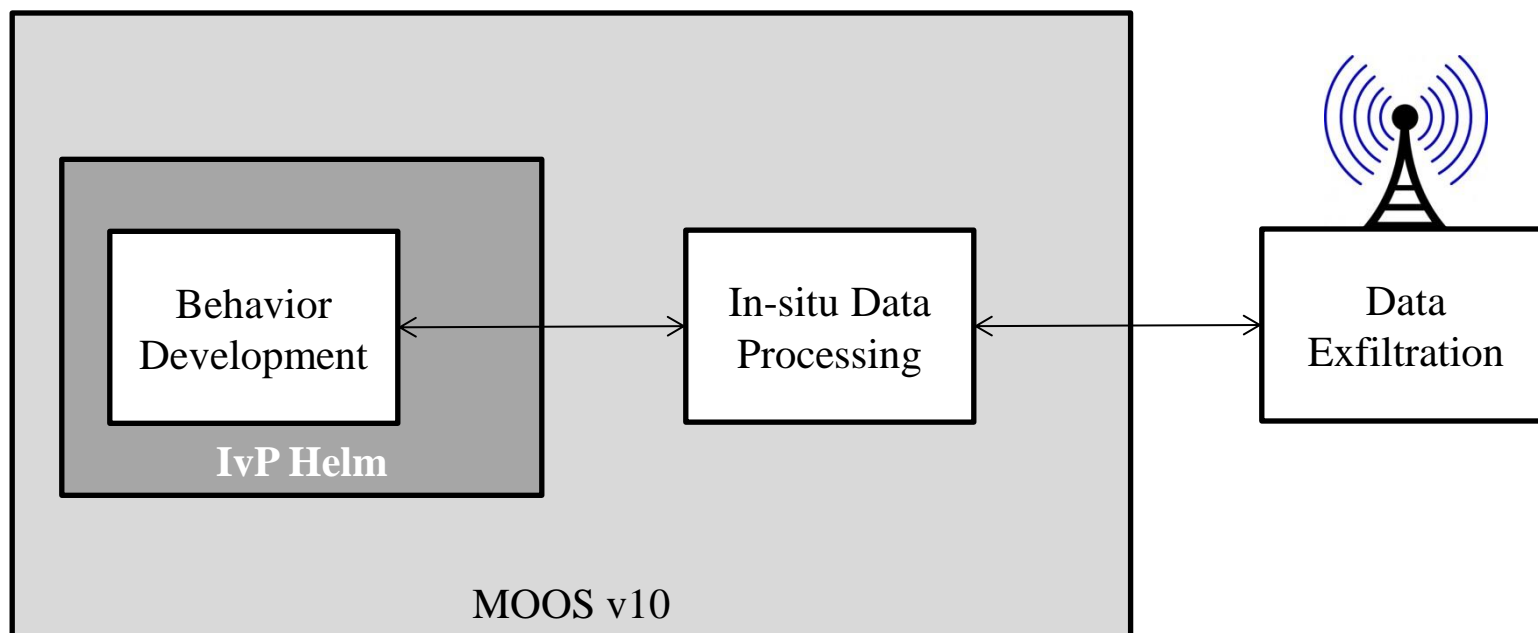 Behavior
Development
IvP Helm
In-situ Data
Processing
Data
Exfiltration
MOOS v10